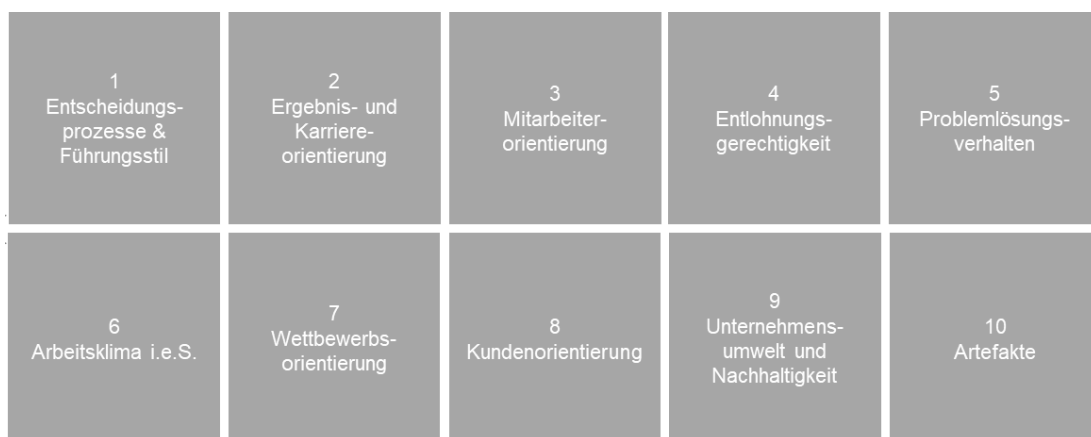 1
Entscheidungs-
prozesse &
Führungsstil
2
Ergebnis- und
Karriere-
orientierung
3
Mitarbeiter-
orientierung
4
Entlohnungs-
gerechtigkeit
5
Problemlösungs-
verhalten
6
Arbeitsklima i.e.S.
7
Wettbewerbs-
orientierung
8
Kundenorientierung
9
Unternehmens-
umwelt und
Nachhaltigkeit
10
Artefakte